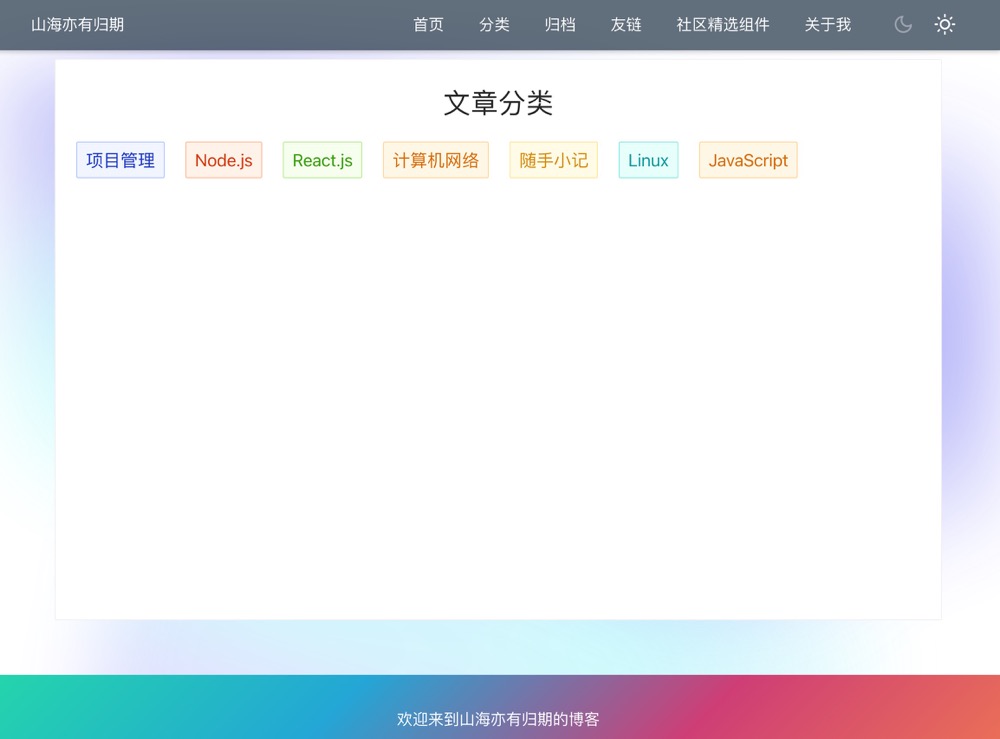 山海亦有归期 首页 分类 归档 友链 社区精选组件 关于我
文章分类
项目管理 Node.js React.js 计算机网络 随手小记 Linux JavaScript
欢迎来到山海亦有归期的博客